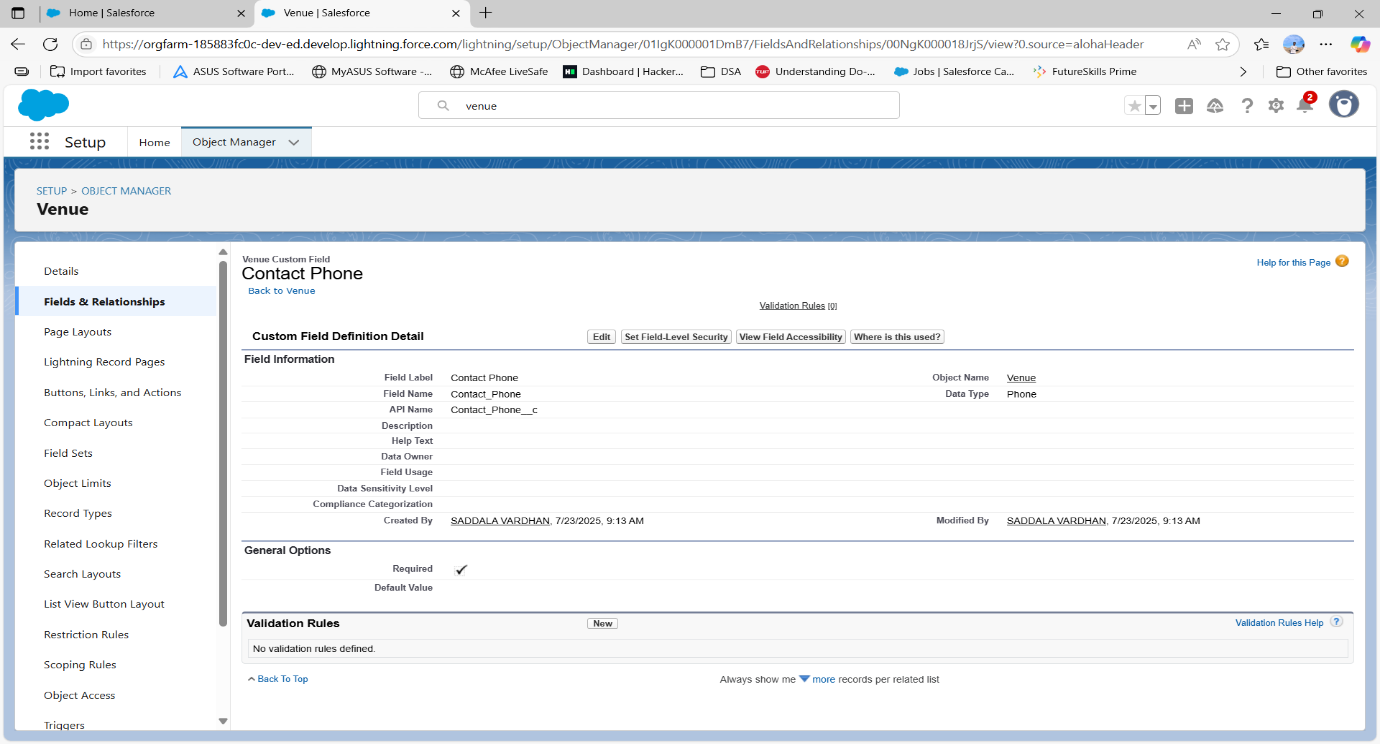 Home | Salesforce
Venue | Salesforce
https://orgfarm-185883fc0c-dev-ed.develop.lightning.force.com/lightning/setup/ObjectManager/01IgK000001DmB7/FieldsAndRelationships/00NgK000018JrjS/view?0.source=alohaHeader
Import favorites
ASUS Software Port...
MyASUS Software -...
McAfee LiveSafe
Dashboard | Hacker...
DSA
Understanding Do-...
Jobs | Salesforce Ca...
FutureSkills Prime
Other favorites
venue
2
Setup
Home
Object Manager
SETUP > OBJECT MANAGER
Venue
Details
Fields & Relationships
Page Layouts
Lightning Record Pages
Buttons, Links, and Actions
Compact Layouts
Field Sets
Object Limits
Record Types
Related Lookup Filters
Search Layouts
List View Button Layout
Restriction Rules
Scoping Rules
Object Access
Triggers
Venue Custom Field
Contact Phone
Back to Venue
Help for this Page
Validation Rules [0]
Custom Field Definition Detail
Edit
Set Field-Level Security
View Field Accessibility
Where is this used?
Field Information
Field Label Contact Phone Object Name Venue
Field Name Contact_Phone Data Type Phone
API Name Contact_Phone__c
Description
Help Text
Data Owner
Field Usage
Data Sensitivity Level
Compliance Categorization
Created By SADDALA VARDHAN, 7/23/2025, 9:13 AM Modified By SADDALA VARDHAN, 7/23/2025, 9:13 AM
General Options
Required
Default Value
Validation Rules
New
Validation Rules Help ?
No validation rules defined.
Back To Top
Always show me more records per related list